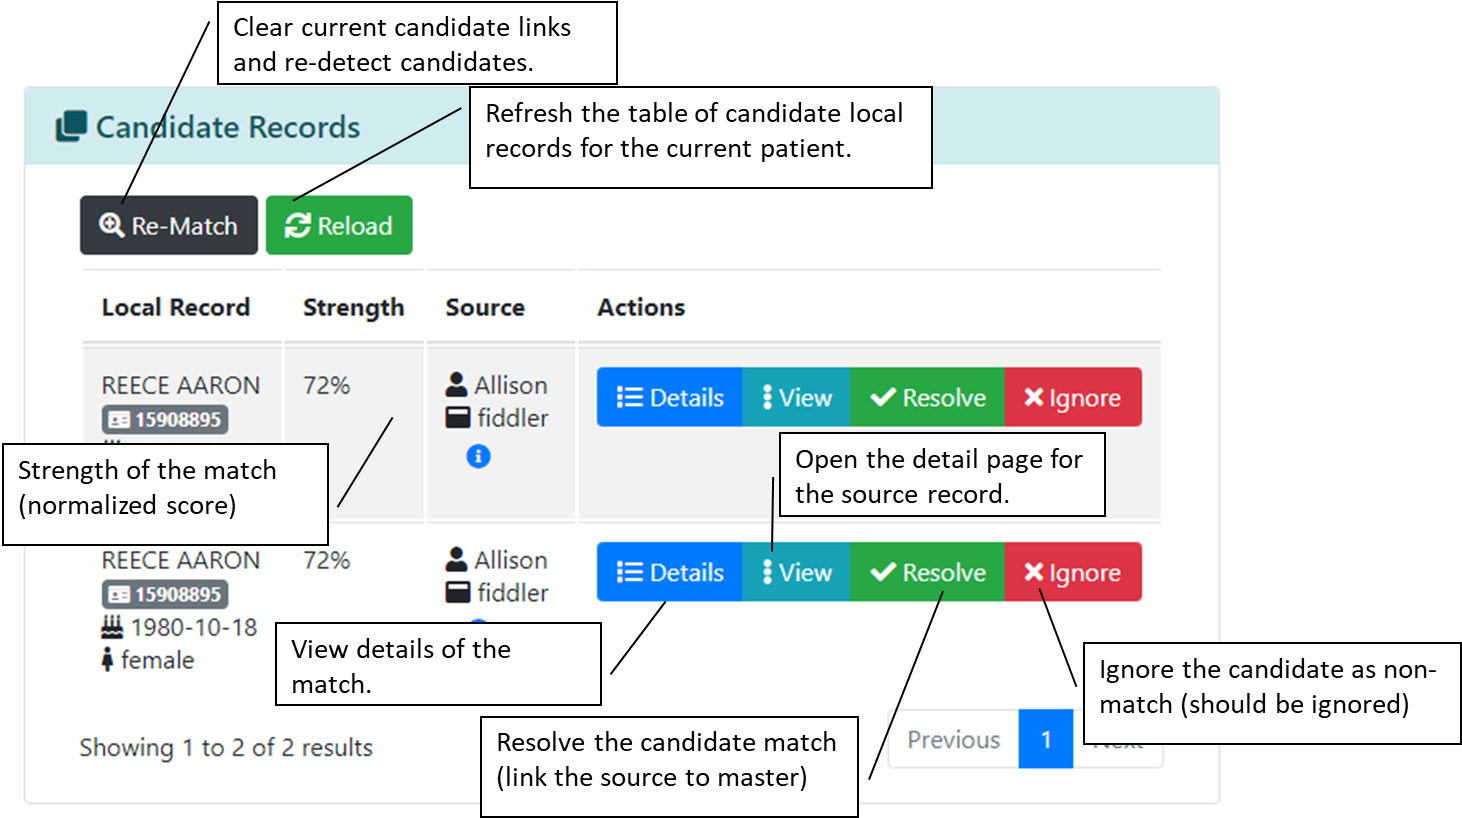 Clear current candidate links
and re-detect candidates.
Candidate Records
Refresh the table of candidate local
records for the current patient.
Re-Match
Reload
Local Record Strength Source Actions
REECE AARON 72% Allison Details View Resolve Ignore
15908895 fiddler
Strength of the match
(normalized score)
Open the detail page for
the source record.
REECE AARON 72% Allison Details View Resolve Ignore
15908895 fiddler
1980-10-18
female
View details of the
match.
Ignore the candidate as non-
match (should be ignored)
Resolve the candidate match
(link the source to master)
Showing 1 to 2 of 2 results
Previous 1